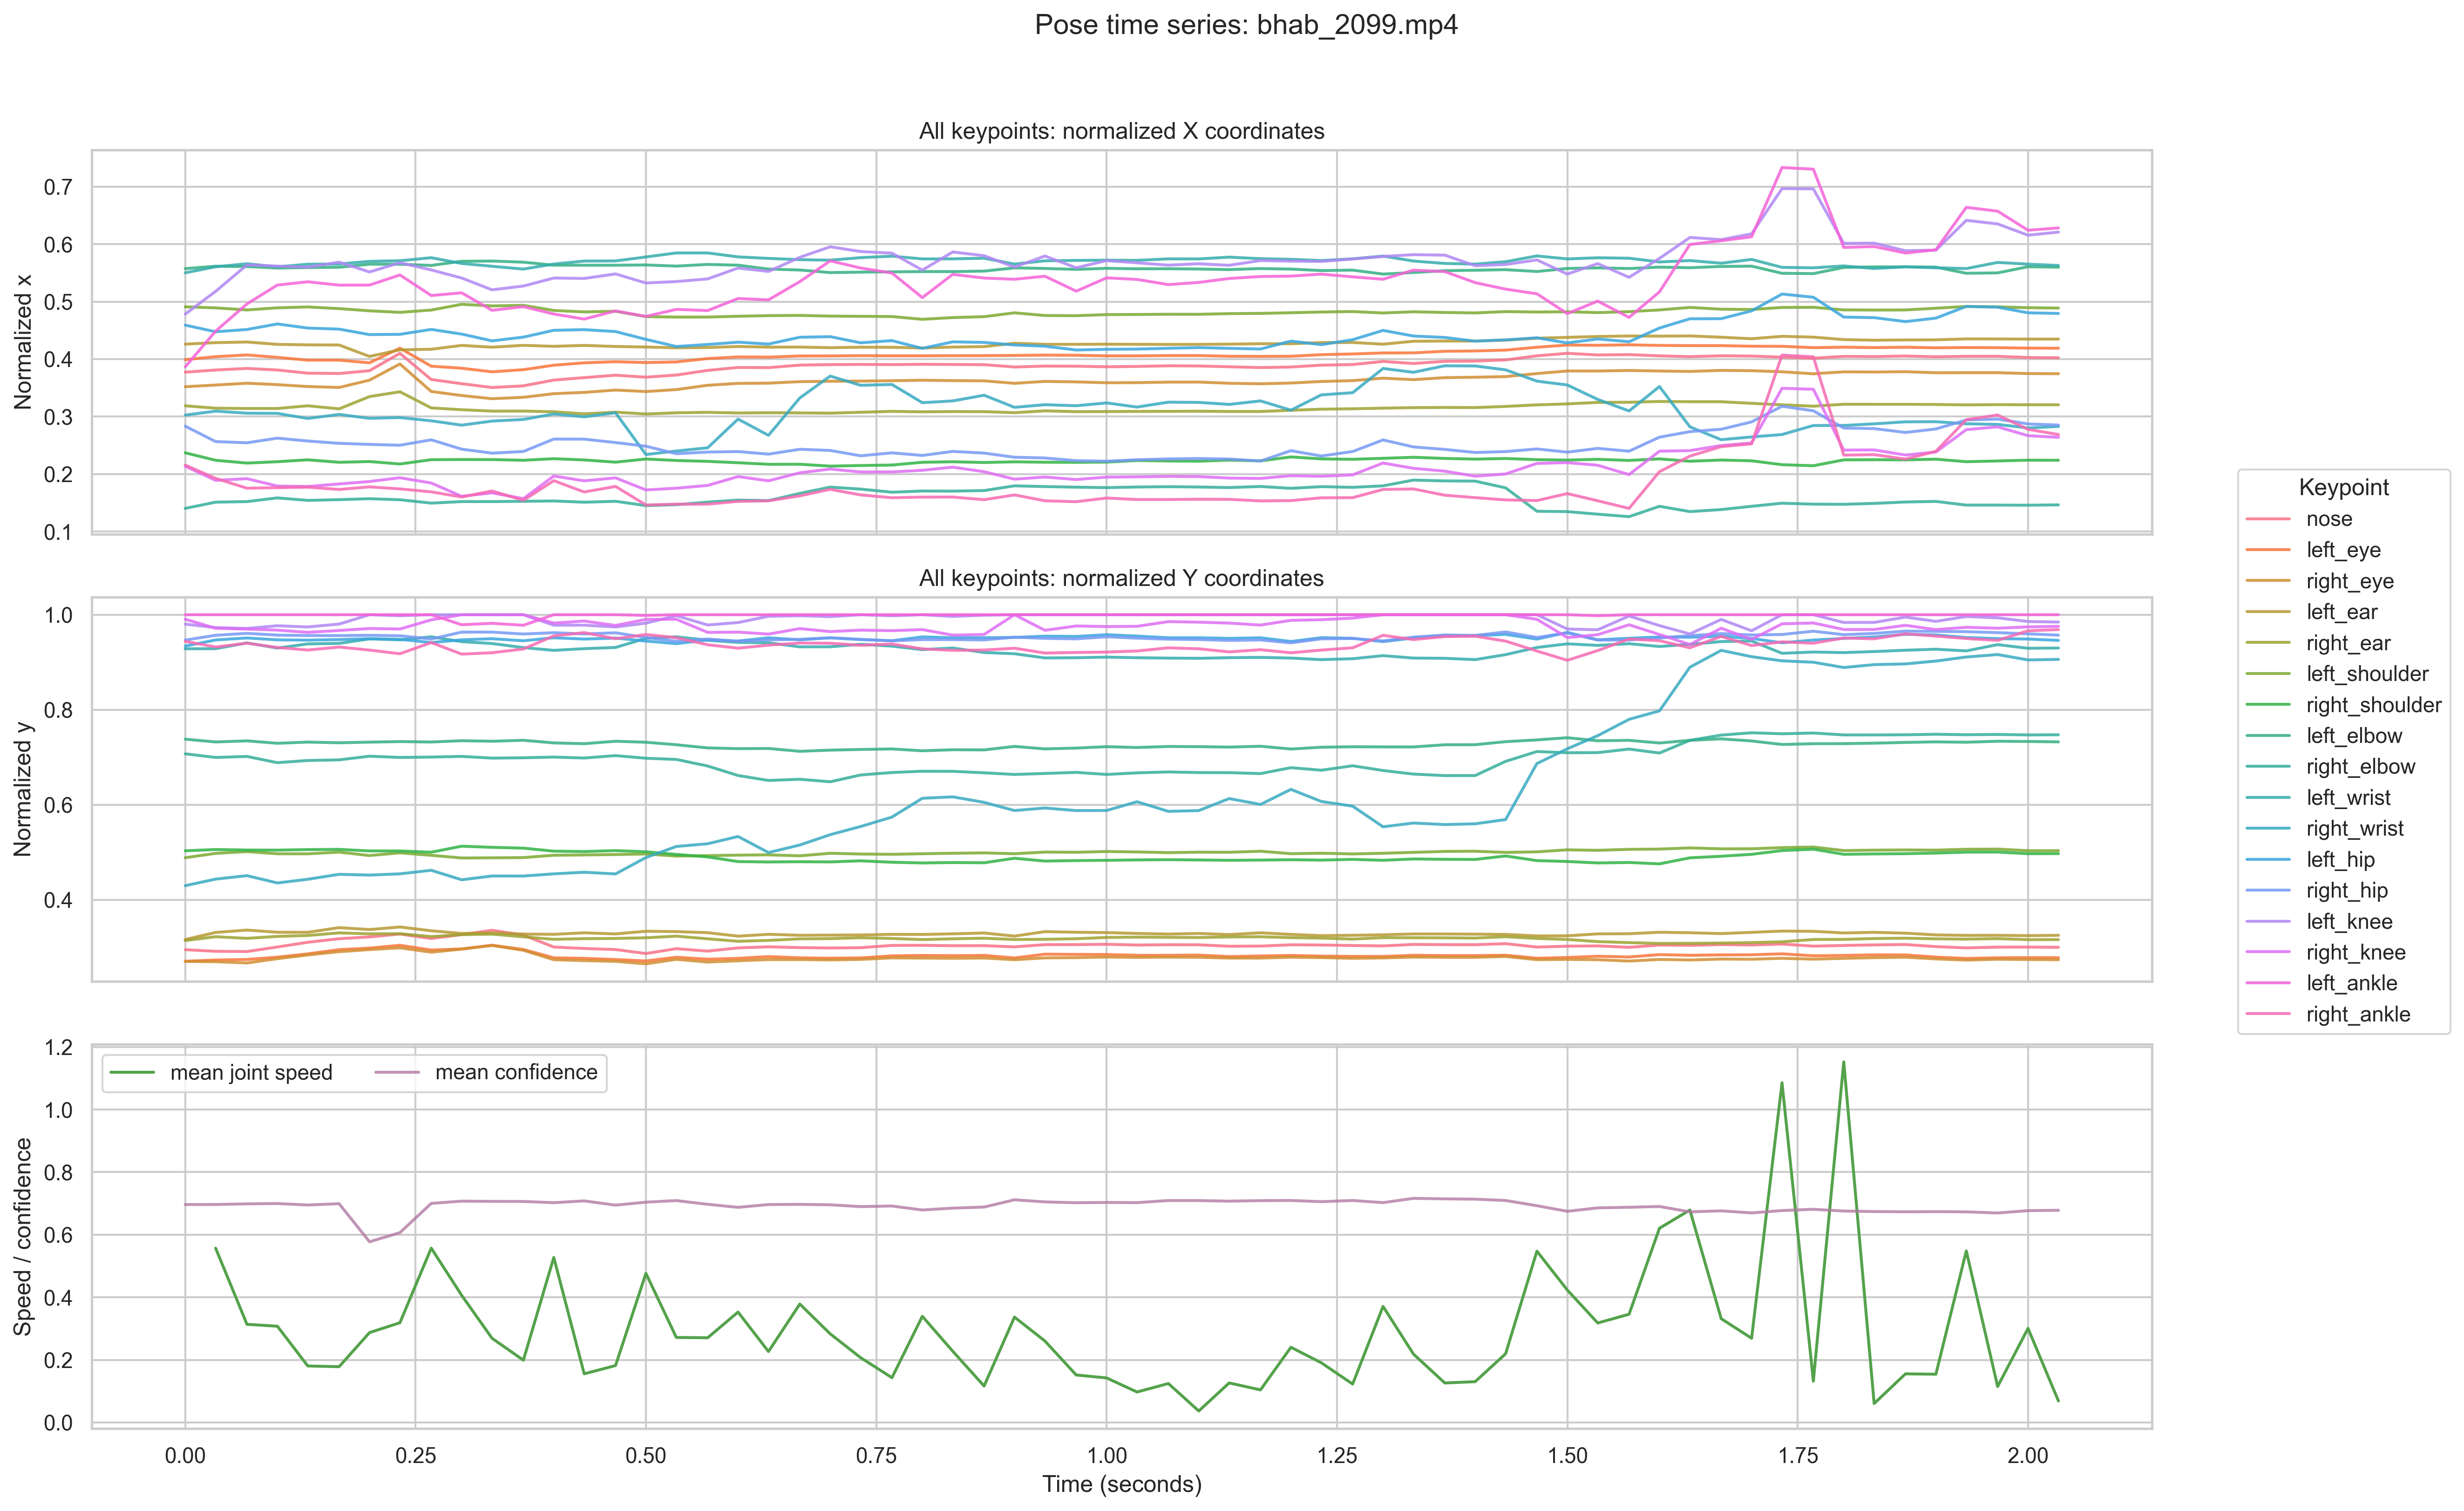 Pose time series: bhab_2099.mp4
All keypoints: normalized X coordinates
Normalized x
0.7
0.6
0.5
0.4
0.3
0.2
0.1
All keypoints: normalized Y coordinates
Normalized y
1.0
0.8
0.6
0.4
Keypoint
nose
left_eye
right_eye
left_ear
right_ear
left_shoulder
right_shoulder
left_elbow
right_elbow
left_wrist
right_wrist
left_hip
right_hip
left_knee
right_knee
left_ankle
right_ankle
Speed / confidence
1.2
1.0
0.8
0.6
0.4
0.2
0.0
mean joint speed mean confidence
0.00 0.25 0.50 0.75 1.00 1.25 1.50 1.75 2.00
Time (seconds)